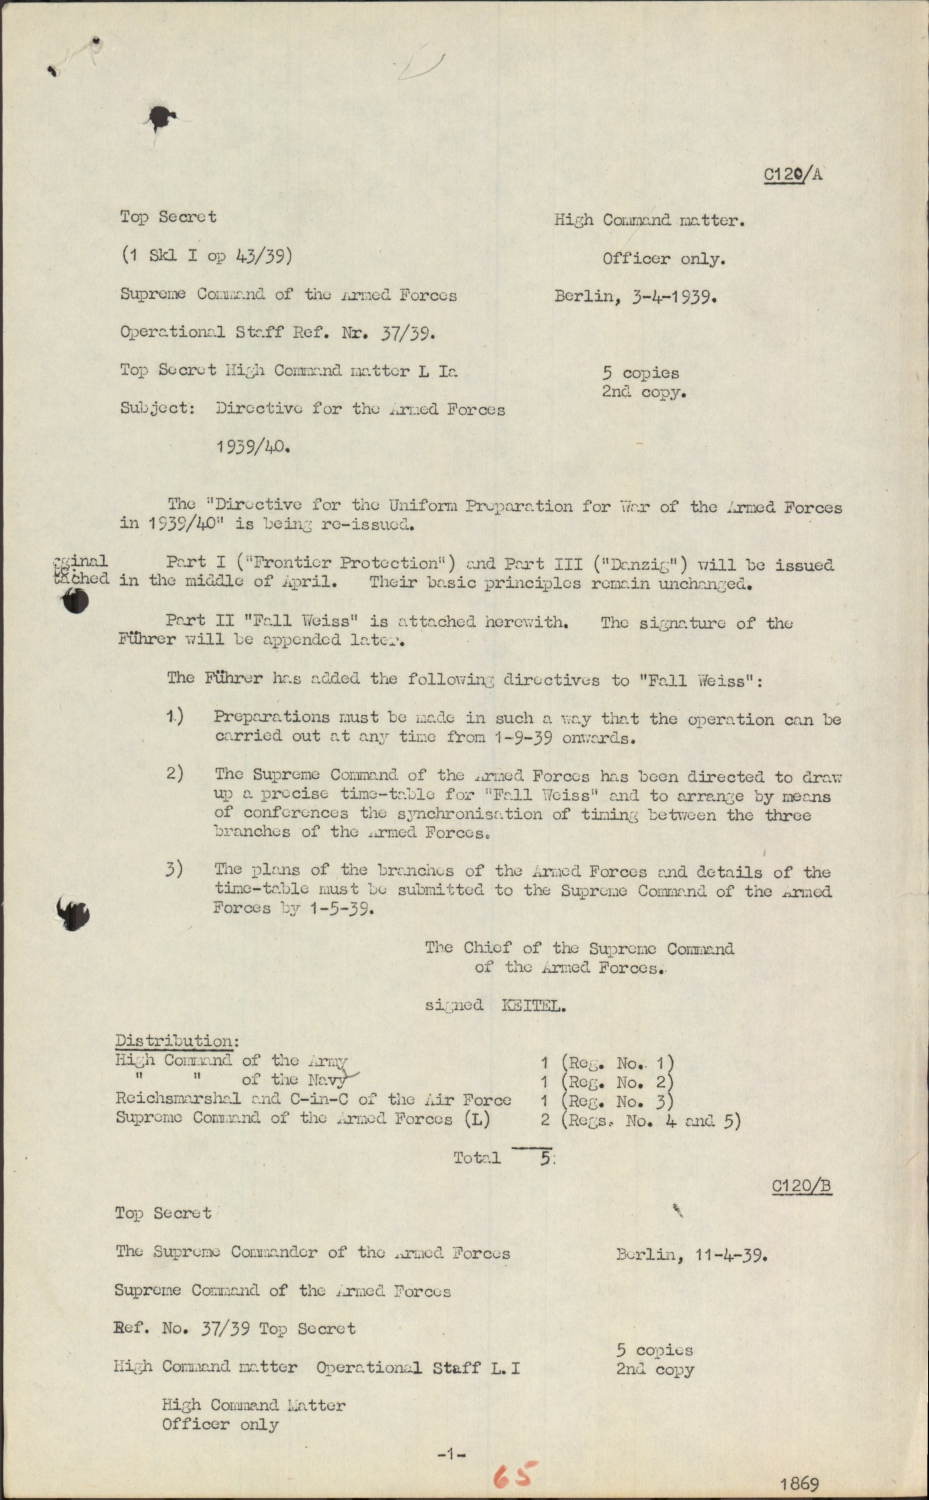 C120/A
Top Secret
High Command matter.
(1 Skl I op 43/39)
Officer only.
Supreme Command of the Armed Forces
Berlin, 3-4-1939.
Operational Staff Ref. Nr. 37/39.
Top Secret High Command matter L Ia
5 copies
2nd copy.
Subject: Directive for the Armed Forces
1939/40.
The "Directive for the Uniform Preparation for War of the Armed Forces
in 1939/40" is being re-issued.
rginal
to:
tached
Part I ("Frontier Protection") and Part III ("Danzig") will be issued
in the middle of April. Their basic principles remain unchanged.
Part II "Fall Weiss" is attached herewith. The signature of the
Führer will be appended later.
The Führer has added the following directives to "Fall Weiss":
1.) Preparations must be made in such a way that the operation can be
carried out at any time from 1-9-39 onwards.
2) The Supreme Command of the Armed Forces has been directed to draw
up a precise time-table for "Fall Weiss" and to arrange by means
of conferences the synchronisation of timing between the three
branches of the Armed Forces.
3) The plans of the branches of the Armed Forces and details of the
time-table must be submitted to the Supreme Command of the Armed
Forces by 1-5-39.
The Chief of the Supreme Command
of the Armed Forces.
signed KEITEL.
Distribution:
High Command of the Army 1 (Reg. No. 1)
" " of the Navy 1 (Reg. No. 2)
Reichsmarshal and C-in-C of the Air Force 1 (Reg. No. 3)
Supreme Command of the Armed Forces (L) 2 (Regs. No. 4 and 5)
Total 5:
C120/B
Top Secret
The Supreme Commander of the Armed Forces
Berlin, 11-4-39.
Supreme Command of the Armed Forces
Ref. No. 37/39 Top Secret
5 copies
High Command matter Operational Staff L.I
2nd copy
High Command Matter
Officer only
-1-
65
1869